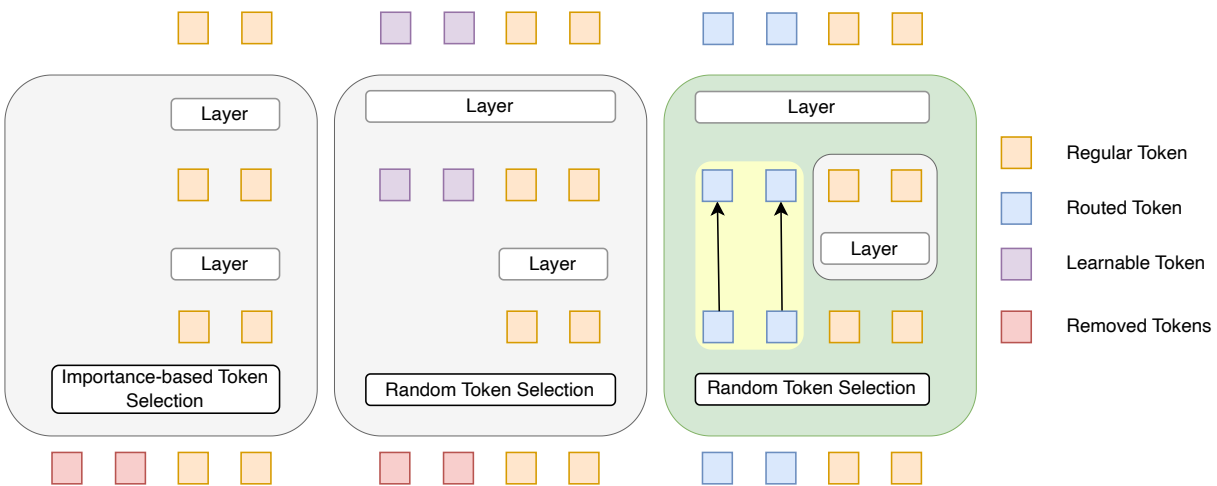 Layer
Layer
Importance-based Token
Selection
Layer
Layer
Random Token Selection
Layer
Layer
Random Token Selection
Regular Token
Routed Token
Learnable Token
Removed Tokens